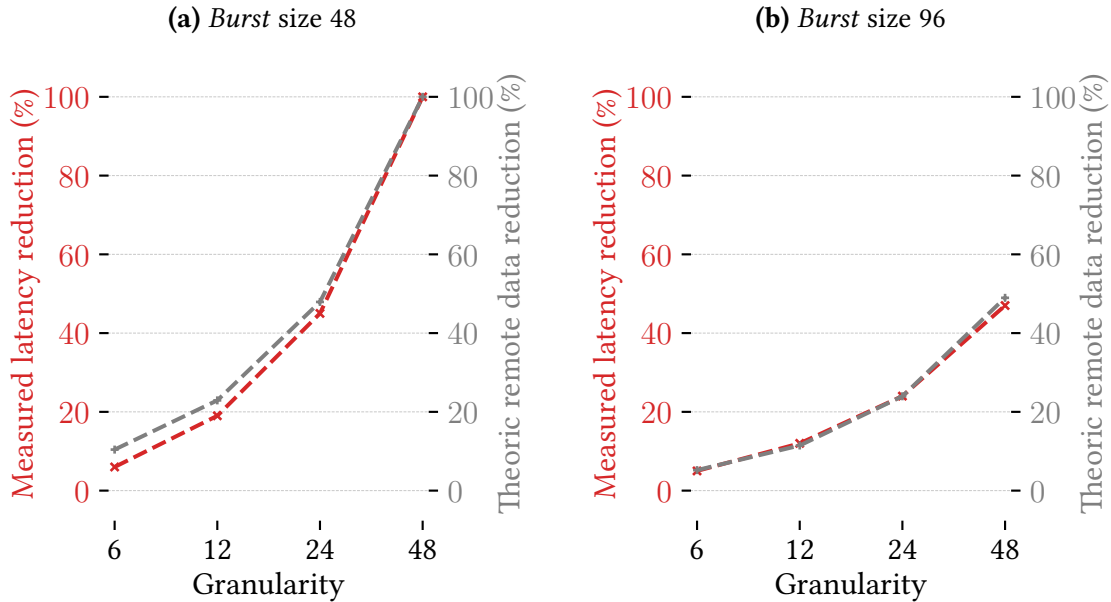 (a) Burst size 48
Measured latency reduction (%)
100
80
60
40
20
0
100
80
60
40
20
0
Theoric remote data reduction (%)
6 12 24 48
Granularity
(b) Burst size 96
Measured latency reduction (%)
100
80
60
40
20
0
100
80
60
40
20
0
Theoric remote data reduction (%)
6 12 24 48
Granularity